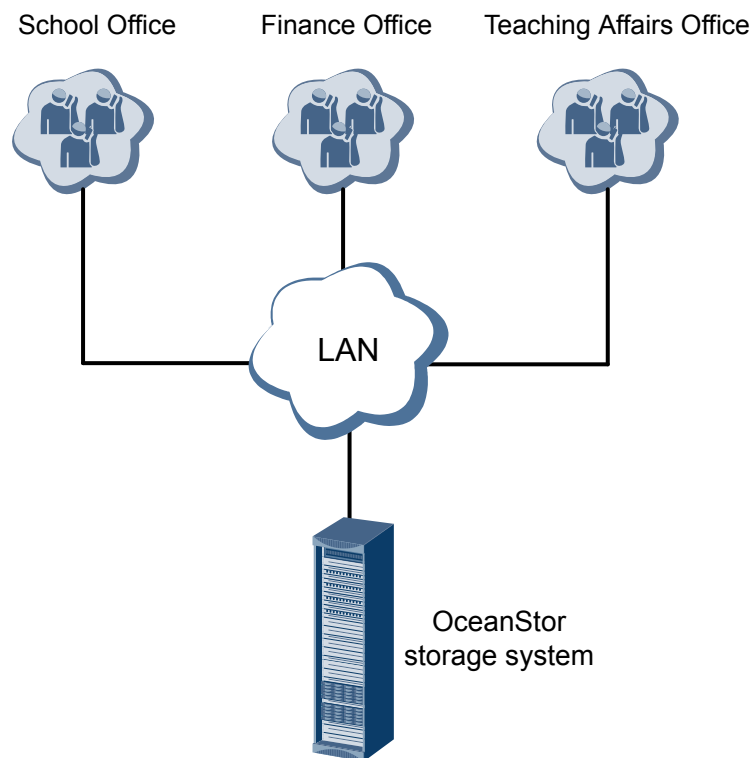 School Office
Finance Office
Teaching Affairs Office
LAN
OceanStor
storage system